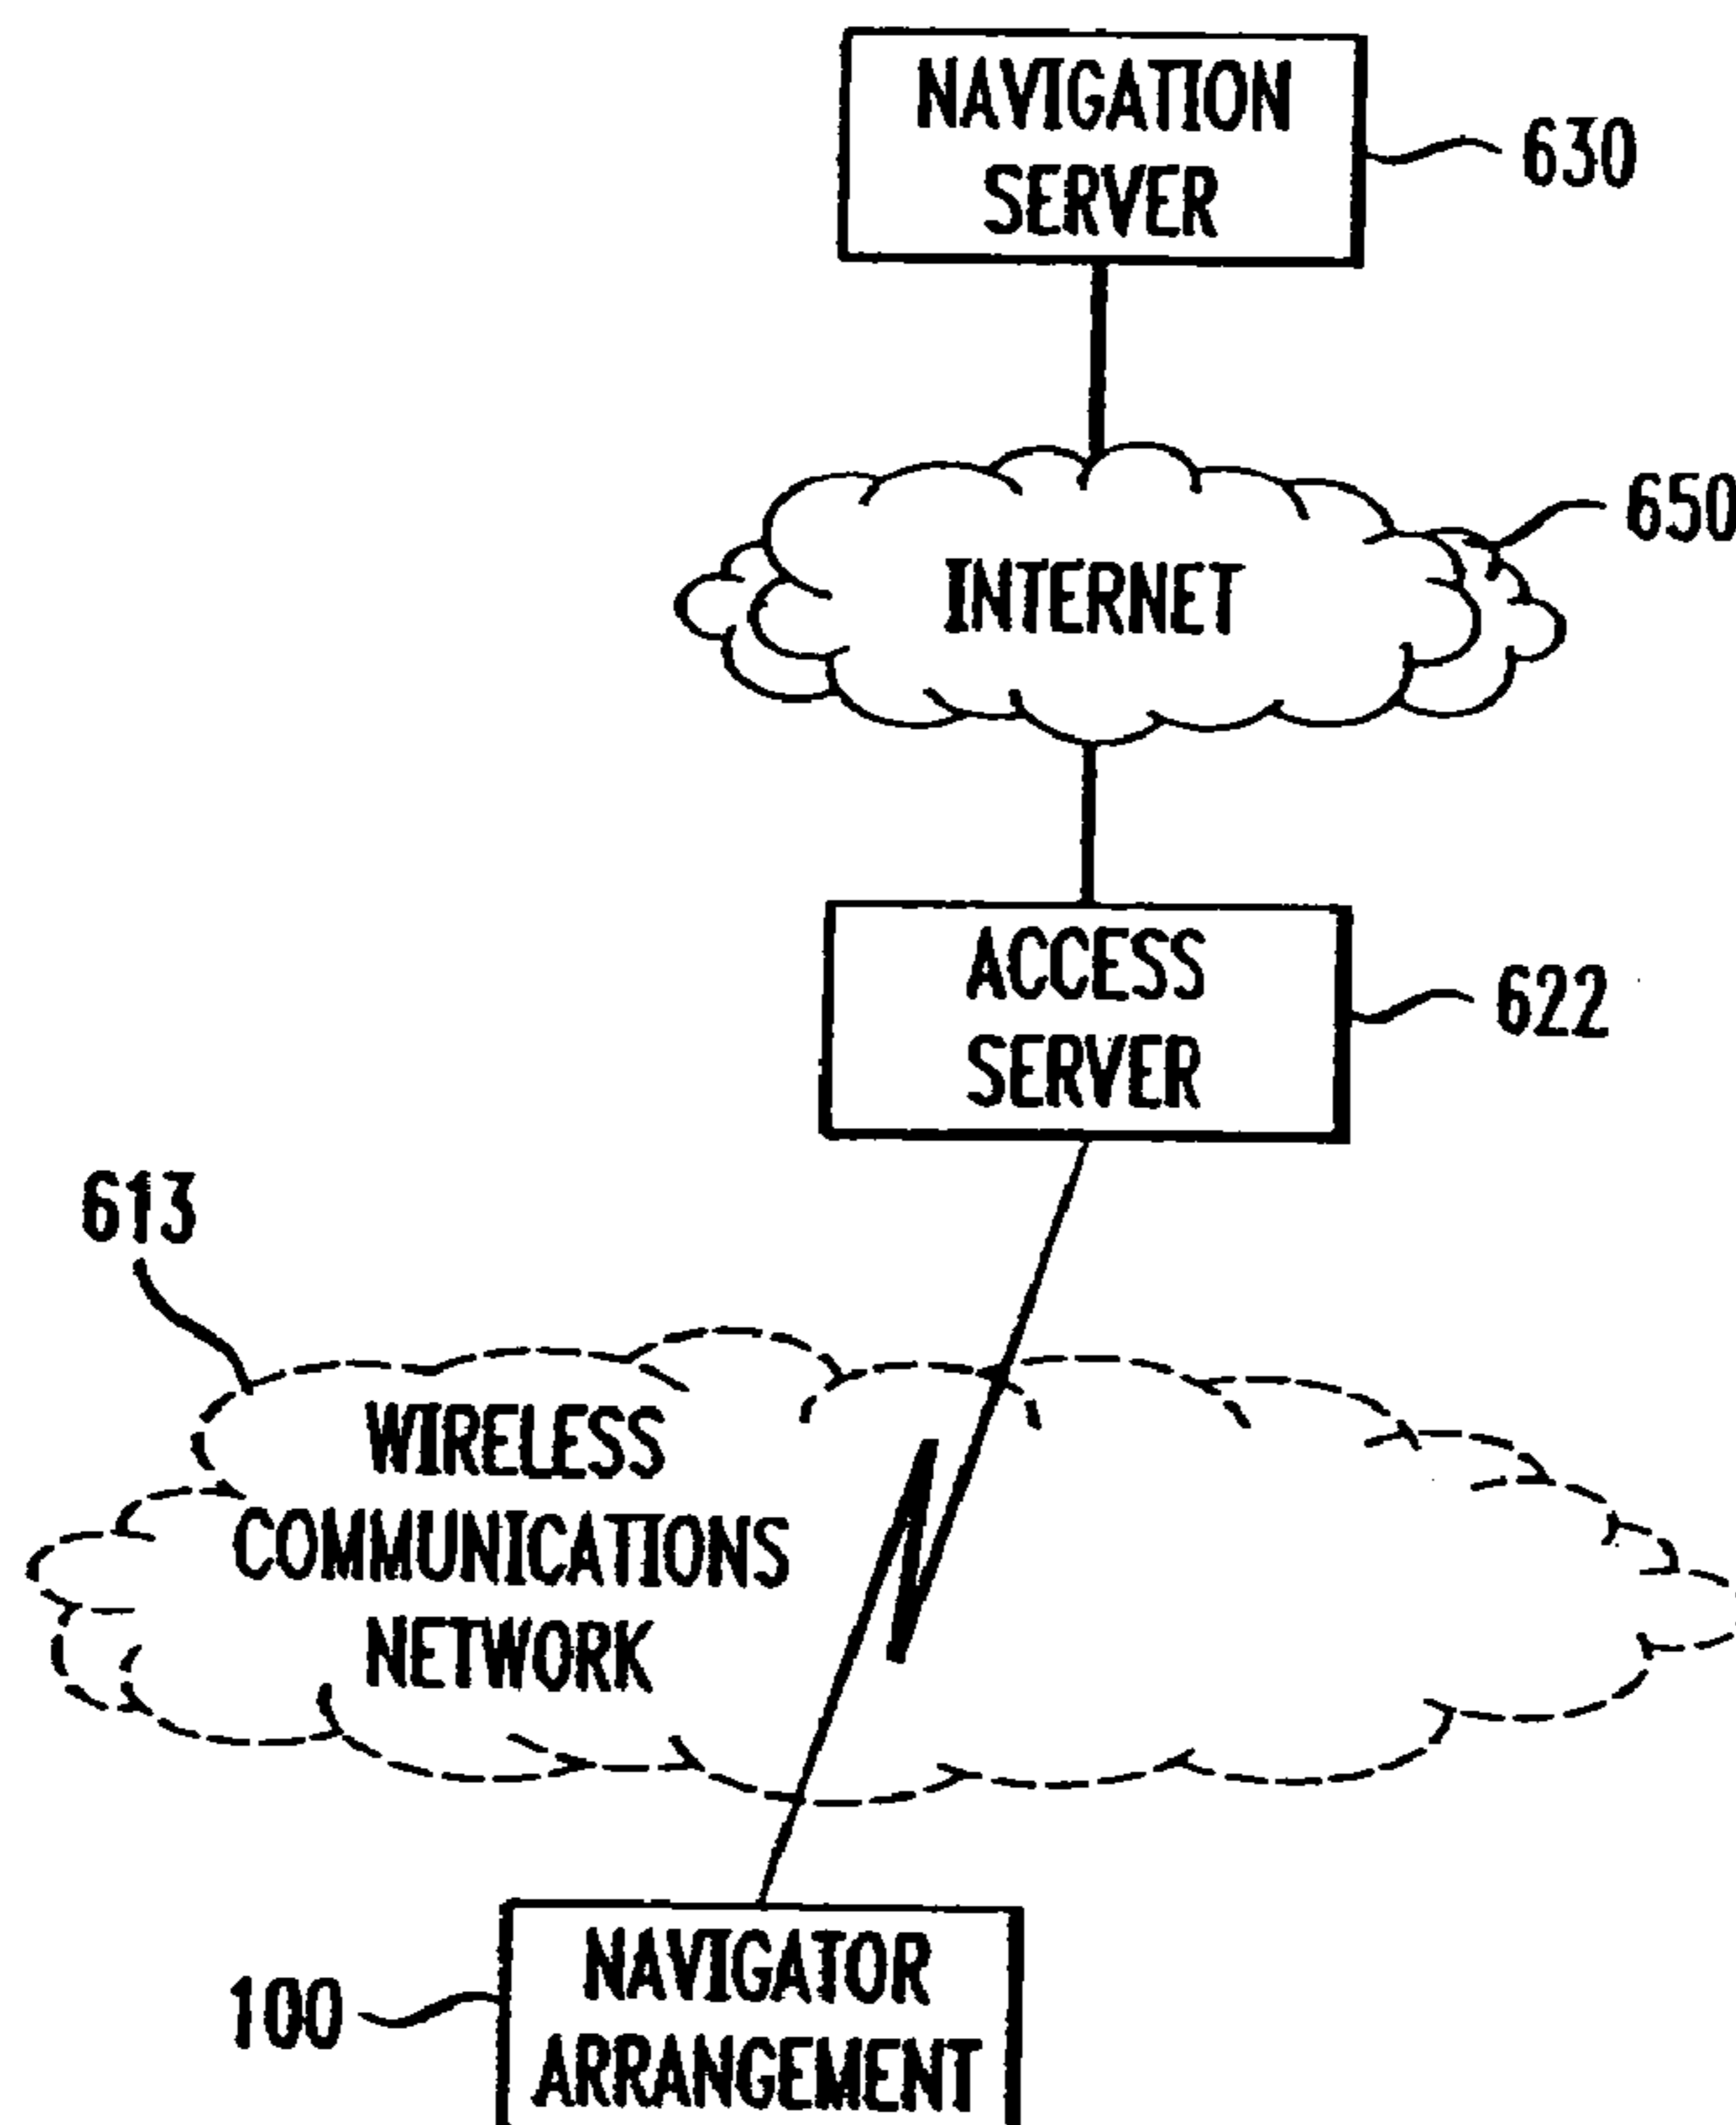 NAVIGATION
SERVER
630
650
INTERNET
ACCESS
SERVER
622
613
WIRELESS
COMMUNICATIONS
NETWORK
NAVIGATOR
ARRANGEMENT
100